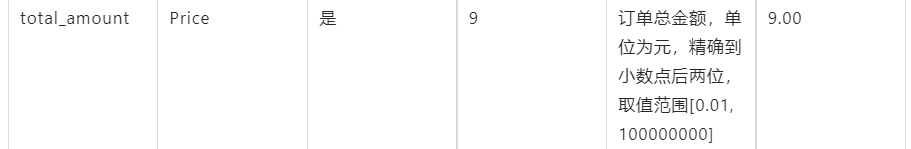 total_amount
Price
是
9
订单总金额，单
位为元，精确到
小数点后两位，
取值范围[0.01,
100000000]
9.00